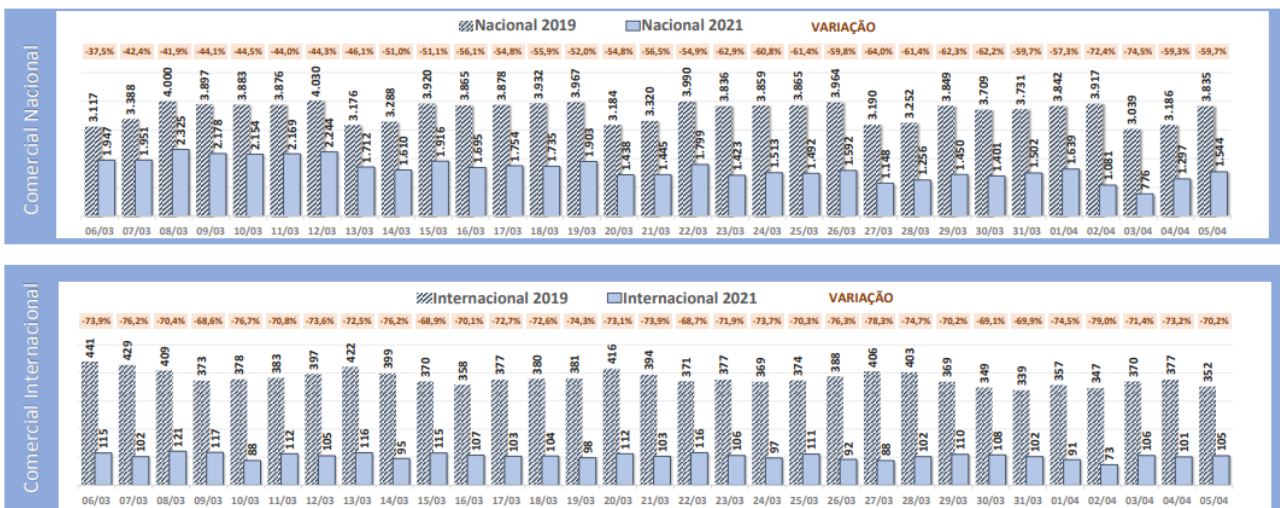 Comercial Nacional
Nacional 2019 Nacional 2021 VARIAÇÃO
-37,5% -42,4% -41,9% -44,1% -44,5% -44,0% -44,3% -46,1% -51,0% -51,1% -56,1% -54,8% -55,9% -52,0% -54,8% -56,5% -54,9% -62,9% -60,8% -61,4% -59,8% -64,0% -61,4% -62,3% -62,2% -59,7% -57,3% -72,4% -74,5% -59,3% -59,7%
3.117 3.388 4.000 3.897 3.883 3.876 4.030 3.176 3.288 3.920 3.865 3.878 3.932 3.967 3.184 3.320 3.990 3.836 3.859 3.865 3.964 3.190 3.252 3.849 3.709 3.731 3.842 3.917 3.039 3.186 3.835
1.947 1.951 2.325 2.178 2.154 2.169 2.244 1.712 1.610 1.916 1.695 1.754 1.735 1.903 1.438 1.445 1.799 1.423 1.513 1.492 1.592 1.148 1.256 1.450 1.401 1.502 1.639 1.081 776 1.297 1.544
06/03 07/03 08/03 09/03 10/03 11/03 12/03 13/03 14/03 15/03 16/03 17/03 18/03 19/03 20/03 21/03 22/03 23/03 24/03 25/03 26/03 27/03 28/03 29/03 30/03 31/03 01/04 02/04 03/04 04/04 05/04
Comercial Internacional
Internacional 2019 Internacional 2021 VARIAÇÃO
-73,9% -76,2% -70,4% -68,6% -76,7% -70,8% -73,6% -72,5% -76,2% -68,9% -70,1% -72,7% -72,6% -74,3% -73,1% -73,9% -68,7% -71,9% -73,7% -70,3% -76,3% -78,3% -74,7% -70,2% -69,1% -69,9% -74,5% -79,0% -71,4% -73,2% -70,2%
441 429 409 373 378 383 397 422 399 370 358 377 380 381 416 394 371 377 369 374 388 406 403 369 349 339 357 347 370 377 352
115 102 121 117 88 112 105 116 95 115 107 103 104 98 112 103 116 106 97 111 92 88 102 110 108 102 91 73 106 101 105
06/03 07/03 08/03 09/03 10/03 11/03 12/03 13/03 14/03 15/03 16/03 17/03 18/03 19/03 20/03 21/03 22/03 23/03 24/03 25/03 26/03 27/03 28/03 29/03 30/03 31/03 01/04 02/04 03/04 04/04 05/04